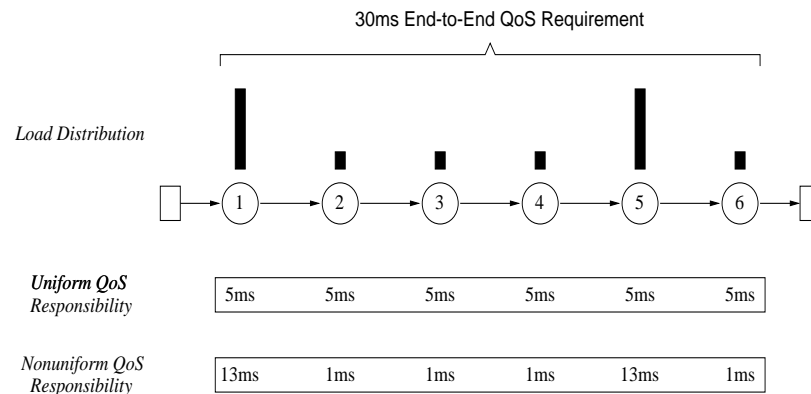 30ms End-to-End QoS Requirement
Load Distribution
1 2 3 4 5 6
Uniform QoS
Responsibility
5ms 5ms 5ms 5ms 5ms 5ms
Nonuniform QoS
Responsibility
13ms 1ms 1ms 1ms 13ms 1ms